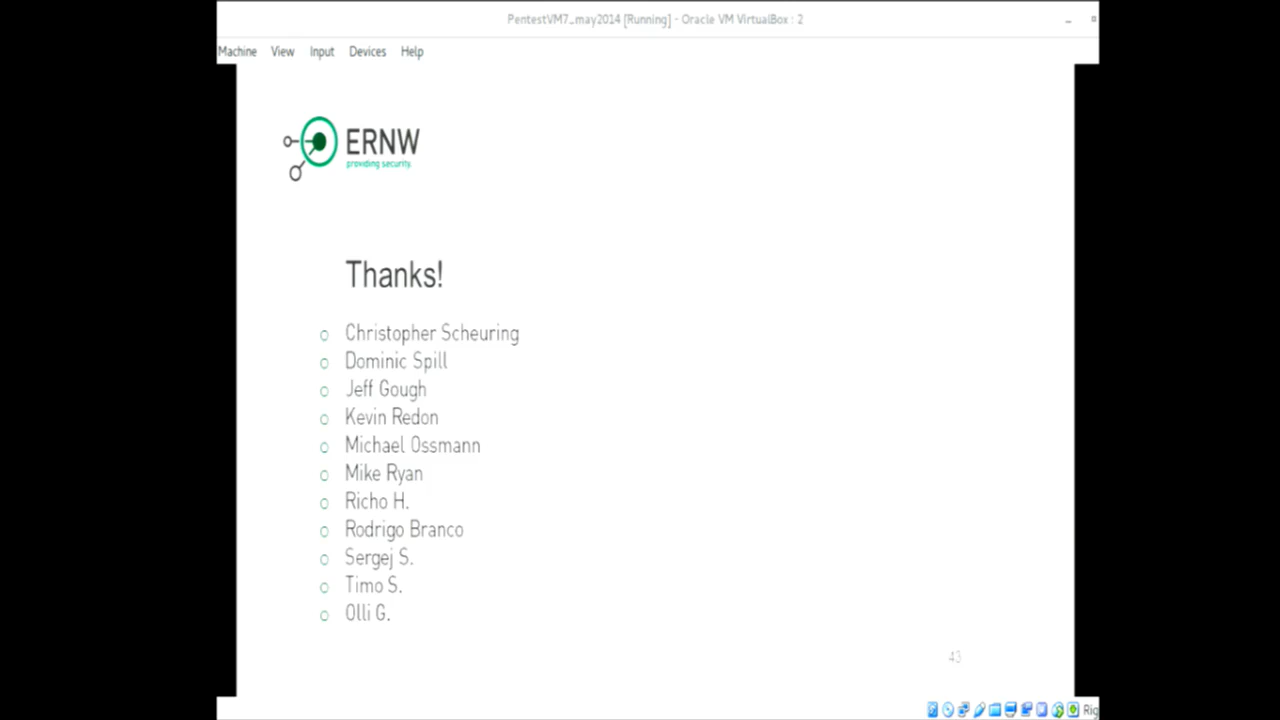 PentestVM7_may2014 [Running] - Oracle VM VirtualBox : 2
Machine View Input Devices Help
ERNW
providing security.
Thanks!
Christopher Scheuring
Dominic Spill
Jeff Gough
Kevin Redon
Michael Ossmann
Mike Ryan
Richo H.
Rodrigo Branco
Sergej S.
Timo S.
Olli G.
43
Rig